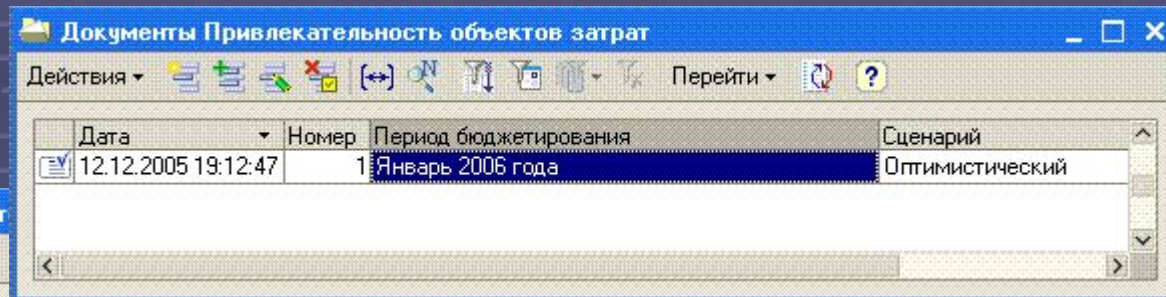 Документы Привлекательность объектов затрат
Действия Перейти ?
Дата Номер Период бюджетирования Сценарий
12.12.2005 19:12:47 1 Январь 2006 года Оптимистический